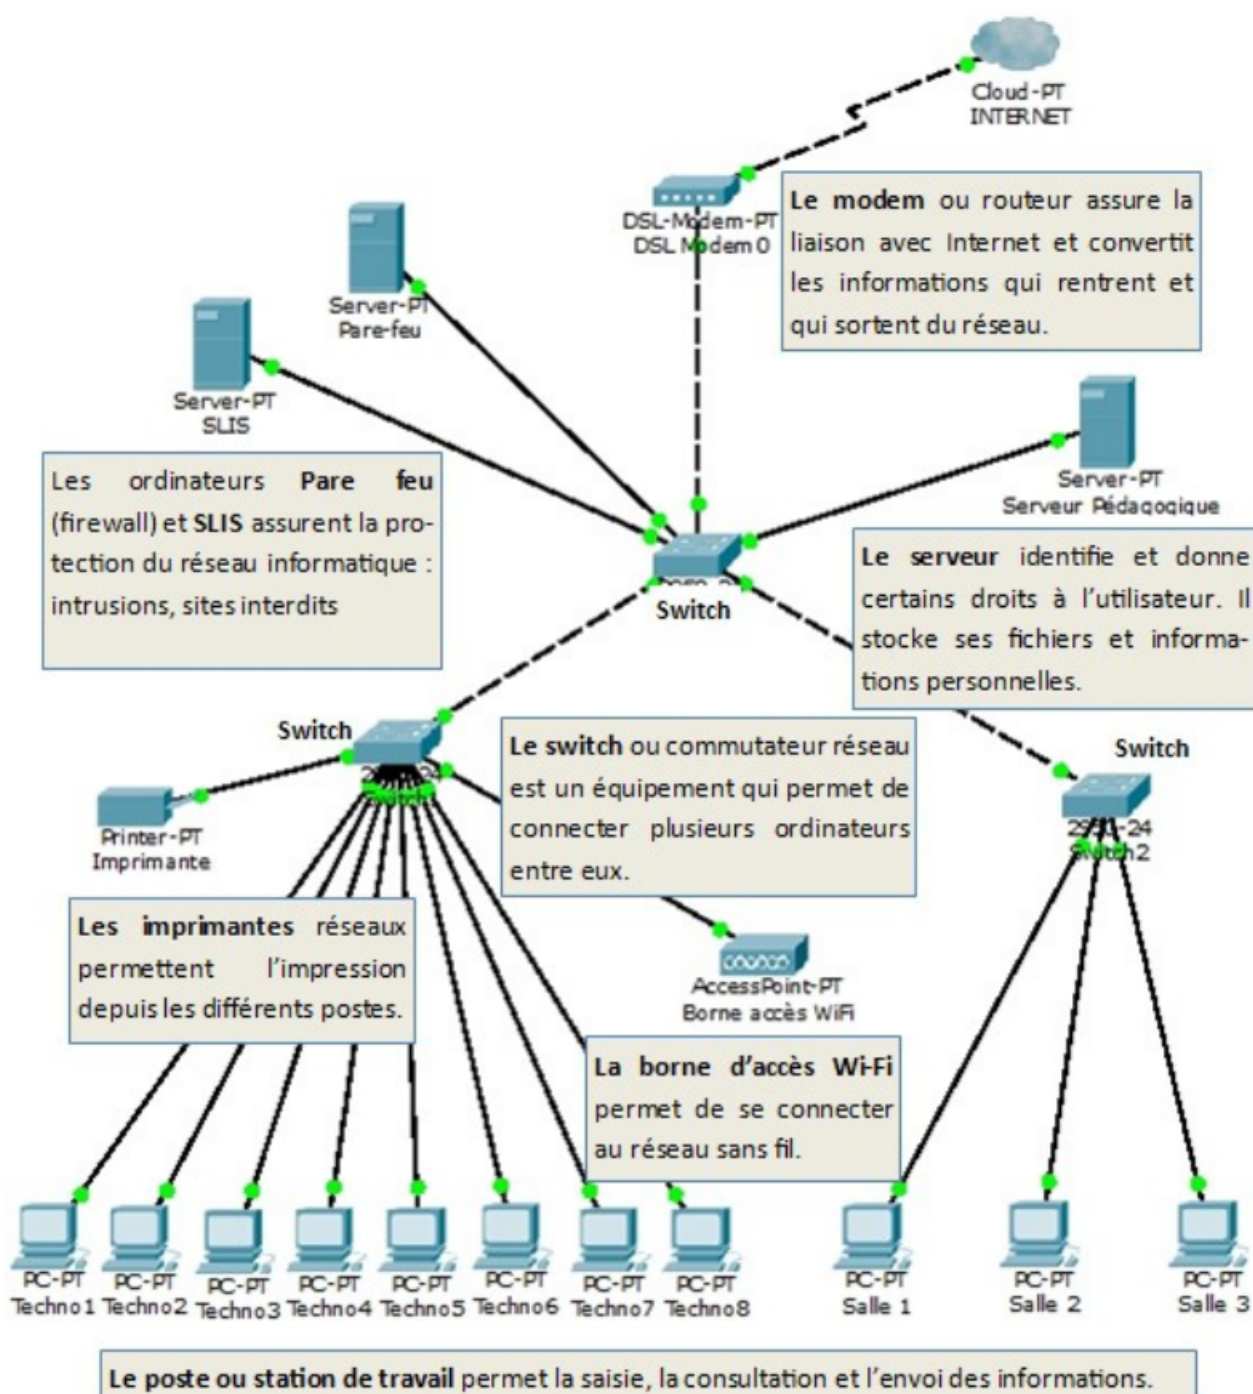 Cloud-PT
INTERNET
DSL-Modem-PT
DSL Modem0
Le modem ou routeur assure la
liaison avec Internet et convertit
les informations qui rentrent et
qui sortent du réseau.
Server-PT
Pare-feu
Server-PT
SLIS
Les ordinateurs Pare feu
(firewall) et SLIS assurent la pro-
tection du réseau informatique :
intrusions, sites interdits
Server-PT
Serveur Pédagogique
Le serveur identifie et donne
certains droits à l'utilisateur. Il
stocke ses fichiers et informa-
tions personnelles.
Switch
Switch
Le switch ou commutateur réseau
est un équipement qui permet de
connecter plusieurs ordinateurs
entre eux.
Switch
2950-24
Switch2
Printer-PT
Imprimante
Les imprimantes réseaux
permettent l'impression
depuis les différents postes.
AccessPoint-PT
Borne accès WiFi
La borne d'accès Wi-Fi
permet de se connecter
au réseau sans fil.
PC-PT
Techno1
PC-PT
Techno2
PC-PT
Techno3
PC-PT
Techno4
PC-PT
Techno5
PC-PT
Techno6
PC-PT
Techno7
PC-PT
Techno8
PC-PT
Salle 1
PC-PT
Salle 2
PC-PT
Salle 3
Le poste ou station de travail permet la saisie, la consultation et l'envoi des informations.